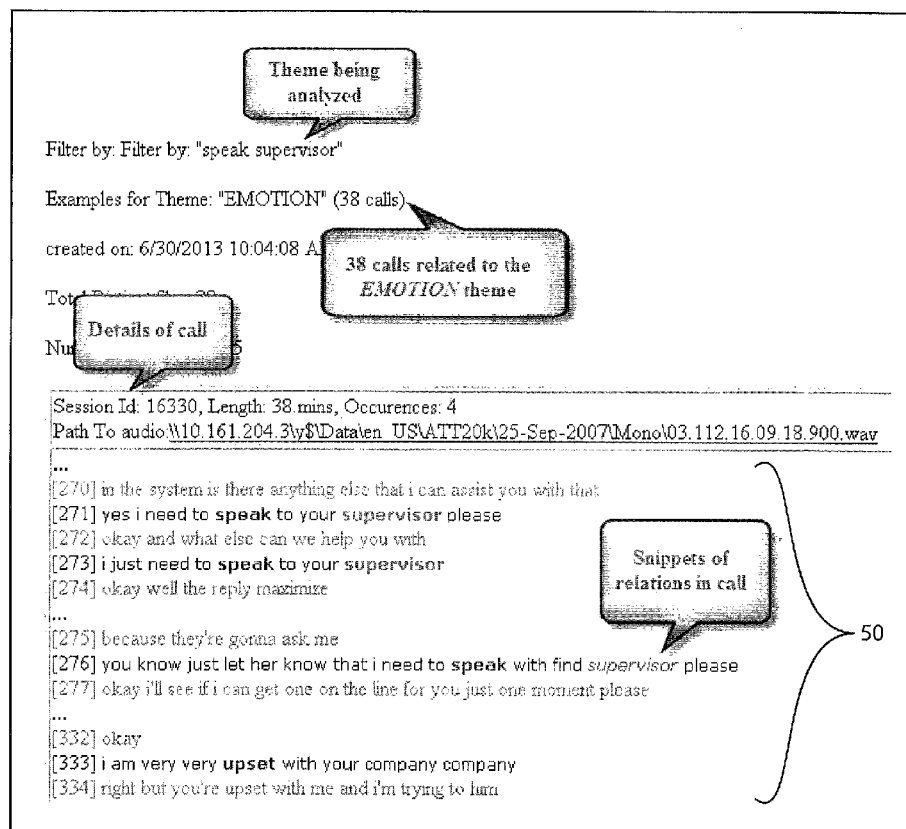 Theme being
analyzed
Filter by: Filter by: "speak supervisor"
Examples for Theme: "EMOTION" (38 calls)
created on: 6/30/2013 10:04:08 A
38 calls related to the
EMOTION theme
Details of call
Session Id: 16330, Length: 38 mins, Occurences: 4
Path To audio:\\10.161.204.3\y$\Data\en_US\ATT20k\25-Sep-2007\Mono\03.112.16.09.18.900.wav
...
[270] in the system is there anything else that i can assist you with that
[271] yes i need to speak to your supervisor please
[272] okay and what else can we help you with
[273] i just need to speak to your supervisor
[274] okay well the reply maximize
Snippets of
relations in call
...
[275] because they're gonna ask me
[276] you know just let her know that i need to speak with find supervisor please
[277] okay i'll see if i can get one on the line for you just one moment please
50
...
[332] okay
[333] i am very very upset with your company company
[334] right but you're upset with me and i'm trying to him